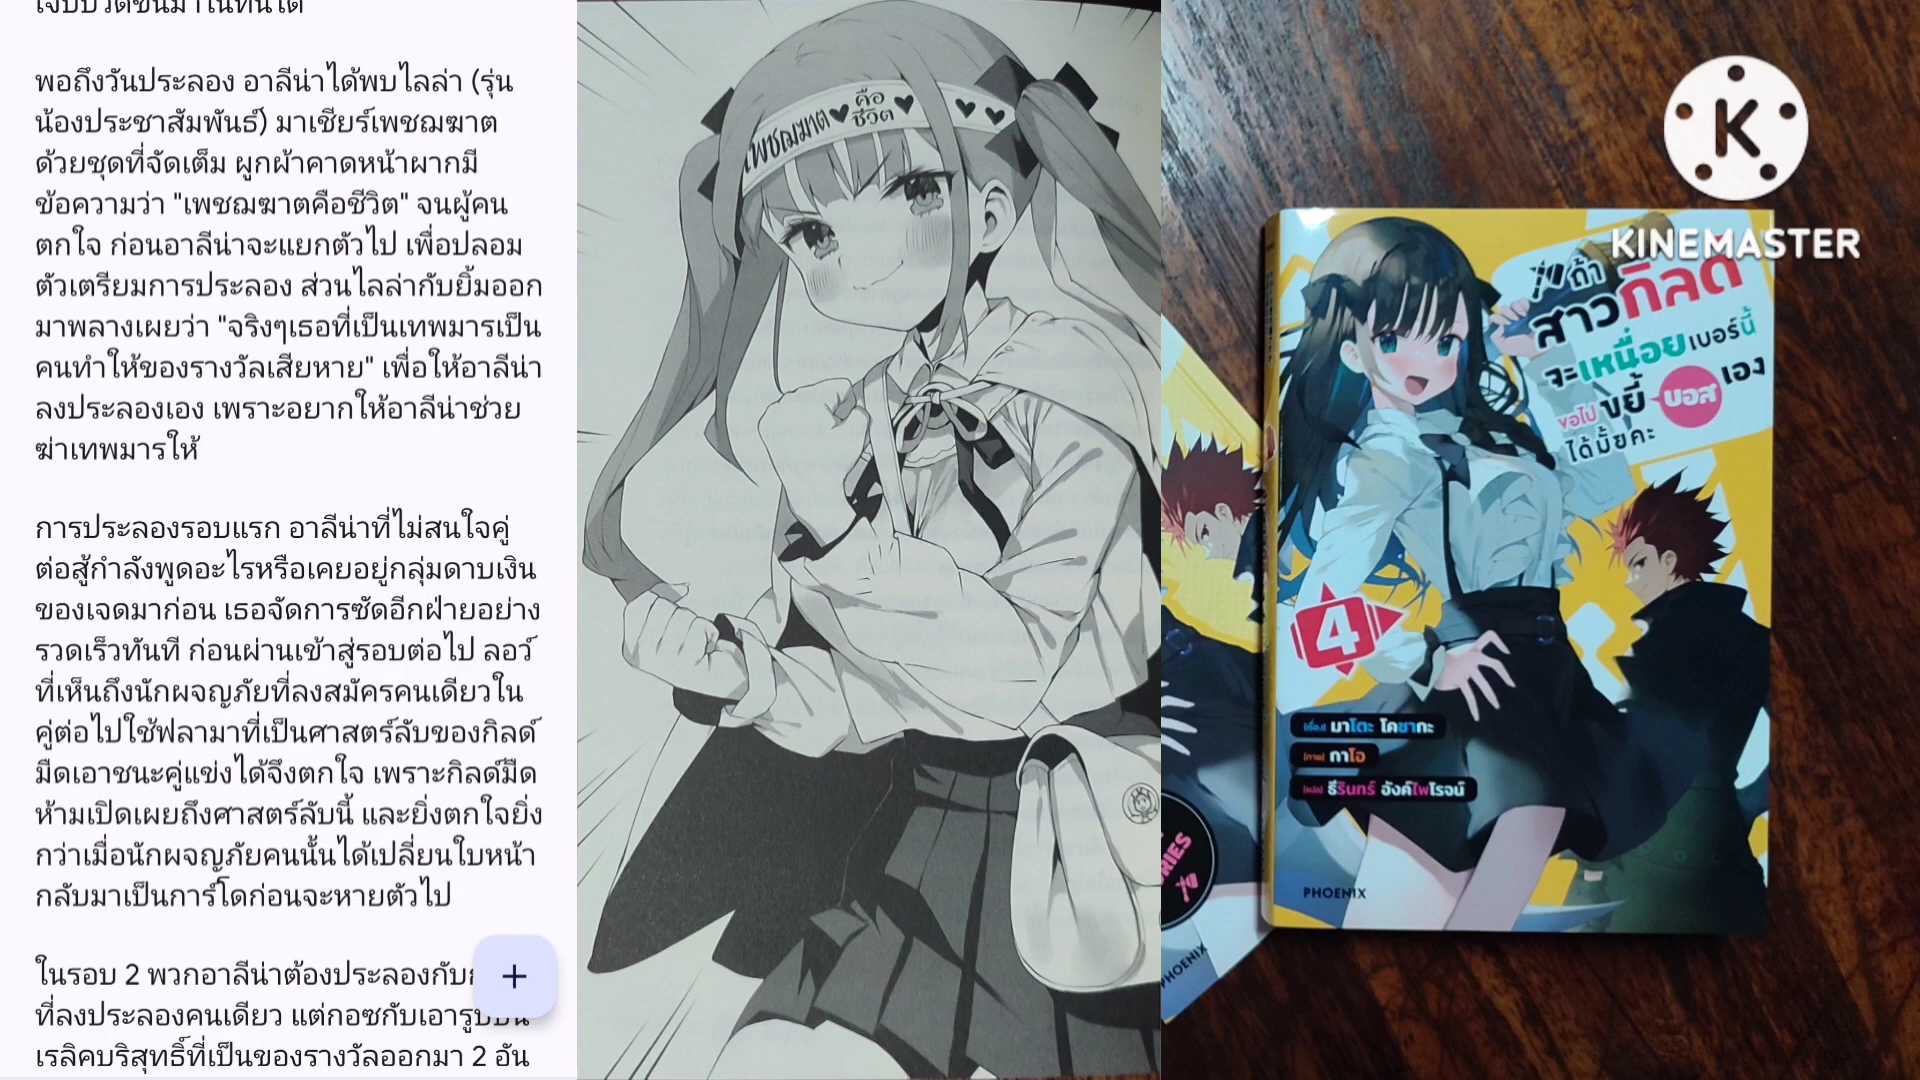 พอถึงวันประลอง อาลีน่าได้พบไลล่า (รุ่น
น้องประชาสัมพันธ์) มาเชียร์เพชฌฆาต
ด้วยชุดที่จัดเต็ม ผูกผ้าคาดหน้าผากมี
ข้อความว่า "เพชฌฆาตคือชีวิต" จนผู้คน
ตกใจ ก่อนอาลีน่าจะแยกตัวไป เพื่อปลอม
ตัวเตรียมการประลอง ส่วนไลล่ากับยิ้มออก
มาพลางเผยว่า "จริงๆเธอที่เป็นเทพมารเป็น
คนทำให้ของรางวัลเสียหาย" เพื่อให้อาลีน่า
ลงประลองเอง เพราะอยากให้อาลีน่าช่วย
ฆ่าเทพมารให้
การประลองรอบแรก อาลีน่าที่ไม่สนใจคู่
ต่อสู้กำลังพูดอะไรหรือเคยอยู่กลุ่มดาบเงิน
ของเจดมาก่อน เธอจัดการซัดอีกฝ่ายอย่าง
รวดเร็วทันที ก่อนผ่านเข้าสู่รอบต่อไป ลอว์
ที่เห็นถึงนักผจญภัยที่ลงสมัครคนเดียวใน
คู่ต่อไปใช้ฟลามาที่เป็นศาสตร์ลับของกิลด์
มืดเอาชนะคู่แข่งได้จึงตกใจ เพราะกิลด์มืด
ห้ามเปิดเผยถึงศาสตร์ลับนี้ และยิ่งตกใจยิ่ง
กว่าเมื่อนักผจญภัยคนนั้นได้เปลี่ยนใบหน้า
กลับมาเป็นการ์โดก่อนจะหายตัวไป
ในรอบ 2 พวกอาลีน่าต้องประลองกับ
ที่ลงประลองคนเดียว แต่กอซกับเอารูปปั้น
เรลิคบริสุทธิ์ที่เป็นของรางวัลออกมา 2 อัน
เพชฌฆาต
คือ
ชีวิต
KINEMASTER
ถ้า
สาวกิลด์
จะเหนื่อยเบอร์นี้
ขอไปขยี้บอสเอง
ได้มั้ยคะ
4
[เรื่อง] มาโตะ โคซากะ
[ภาพ] กาโอ
[แปล] ธีรินทร์ อังค์ไพโรจน์
PHOENIX
PHOENIX